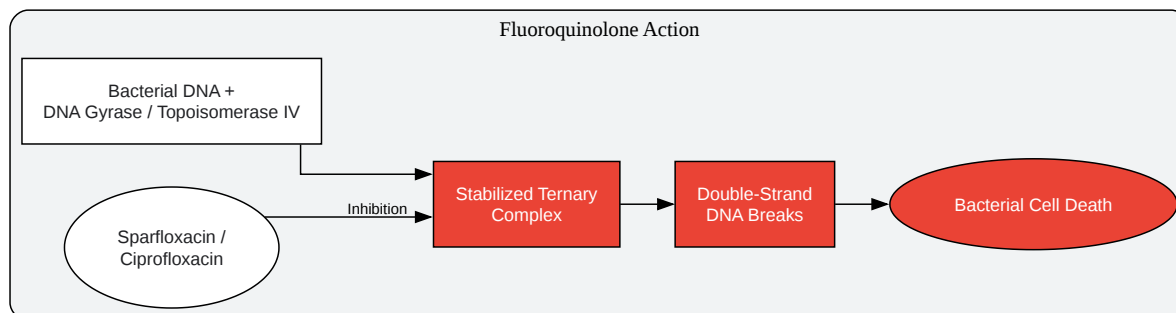 Fluoroquinolone Action
Bacterial DNA +
DNA Gyrase / Topoisomerase IV
Sparfloxacin /
Ciprofloxacin
Inhibition
Stabilized Ternary
Complex
Double-Strand
DNA Breaks
Bacterial Cell Death